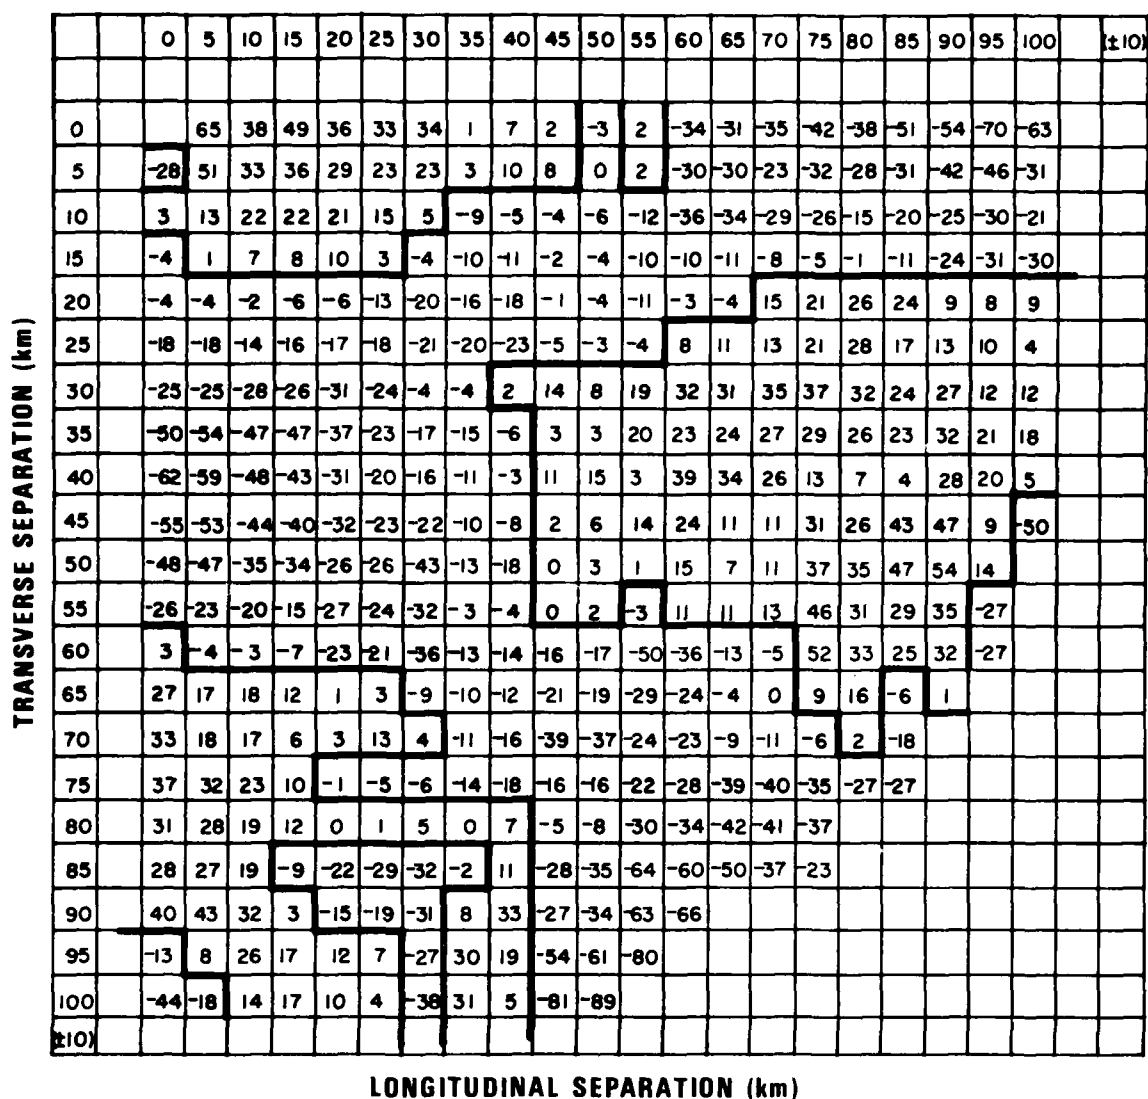 0 5 10 15 20 25 30 35 40 45 50 55 60 65 70 75 80 85 90 95 100 (±10)
0 65 38 49 36 33 34 1 7 2 -3 2 -34 -31 -35 -42 -38 -51 -54 -70 -63
5 -28 51 33 36 29 23 23 3 10 8 0 2 -30 -30 -23 -32 -28 -31 -42 -46 -31
10 3 13 22 22 21 15 5 -9 -5 -4 -6 -12 -36 -34 -29 -26 -15 -20 -25 -30 -21
15 -4 1 7 8 10 3 -4 -10 -11 -2 -4 -10 -10 -11 -8 -5 -1 -11 -24 -31 -30
20 -4 -4 -2 -6 -6 -13 -20 -16 -18 -1 -4 -11 -3 -4 15 21 26 24 9 8 9
25 -18 -18 -14 -16 -17 -18 -21 -20 -23 -5 -3 -4 8 11 13 21 28 17 13 10 4
30 -25 -25 -28 -26 -31 -24 -4 -4 2 14 8 19 32 31 35 37 32 24 27 12 12
35 -50 -54 -47 -47 -37 -23 -17 -15 -6 3 3 20 23 24 27 29 26 23 32 21 18
40 -62 -59 -48 -43 -31 -20 -16 -11 -3 11 15 3 39 34 26 13 7 4 28 20 5
45 -55 -53 -44 -40 -32 -23 -22 -10 -8 2 6 14 24 11 11 31 26 43 47 9 -50
50 -48 -47 -35 -34 -26 -26 -43 -13 -18 0 3 1 15 7 11 37 35 47 54 14
55 -26 -23 -20 -15 -27 -24 -32 -3 -4 0 2 -3 11 11 13 46 31 29 35 -27
60 3 -4 -3 -7 -23 -21 -36 -13 -14 -16 -17 -50 -36 -13 -5 52 33 25 32 -27
65 27 17 18 12 1 3 -9 -10 -12 -21 -19 -29 -24 -4 0 9 16 -6 1
70 33 18 17 6 3 13 4 -11 -16 -39 -37 -24 -23 -9 -11 -6 2 -18
75 37 32 23 10 -1 -5 -6 -14 -18 -16 -16 -22 -28 -39 -40 -35 -27 -27
80 31 28 19 12 0 1 5 0 7 -5 -8 -30 -34 -42 -41 -37
85 28 27 19 -9 -22 -29 -32 -2 11 -28 -35 -64 -60 -50 -37 -23
90 40 43 32 3 -15 -19 -31 8 33 -27 -34 -63 -66
95 -13 8 26 17 12 7 -27 30 19 -54 -61 -80
100 -44 -18 14 17 10 4 -38 31 5 -81 -89
(±10)
TRANSVERSE SEPARATION (km)
LONGITUDINAL SEPARATION (km)